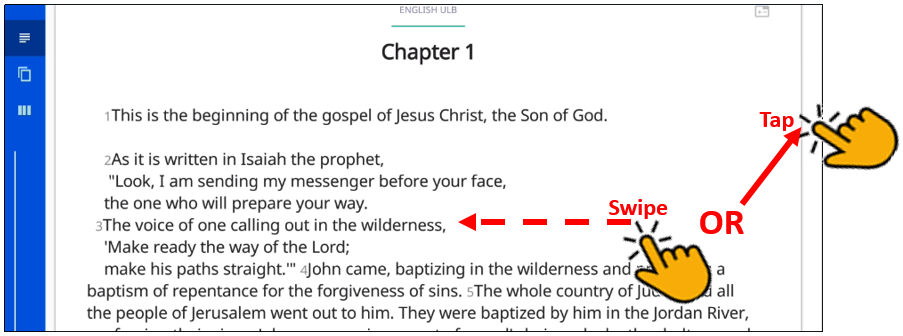 ENGLISH ULB
Chapter 1
1This is the beginning of the gospel of Jesus Christ, the Son of God.
Tap
2As it is written in Isaiah the prophet,
"Look, I am sending my messenger before your face,
the one who will prepare your way.
Swipe
OR
3The voice of one calling out in the wilderness,
'Make ready the way of the Lord;
make his paths straight.'" 4John came, baptizing in the wilderness and a
baptism of repentance for the forgiveness of sins. 5The whole country of all
the people of Jerusalem went out to him. They were baptized by him in the Jordan River,